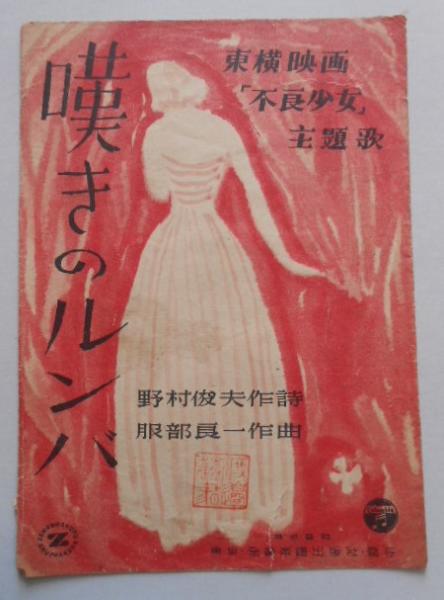 東横映画
「不良少女」
主題歌
嘆きのルンバ
野村俊夫作詩
服部良一作曲